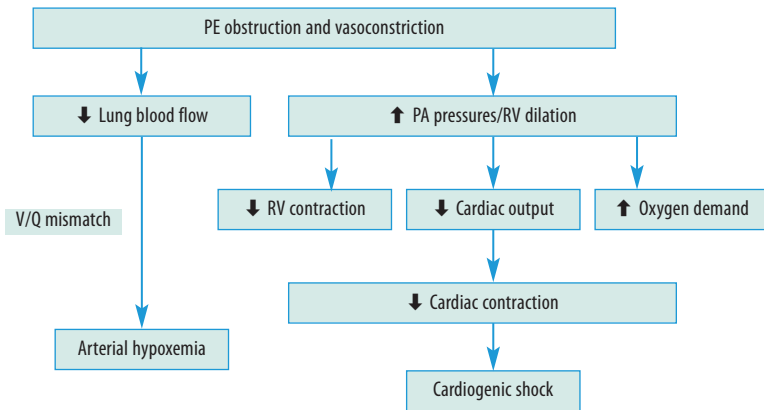 PE obstruction and vasoconstriction
⬇ Lung blood flow
⬆ PA pressures/RV dilation
⬇ RV contraction
⬇ Cardiac output
⬆ Oxygen demand
V/Q mismatch
⬇ Cardiac contraction
Arterial hypoxemia
Cardiogenic shock